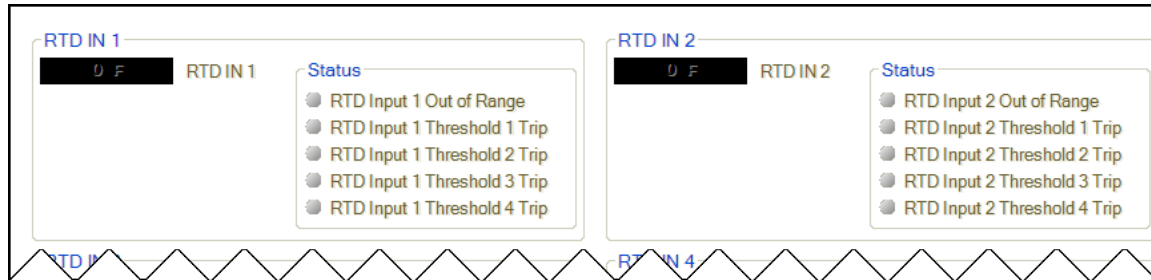 RTD IN 1
0 F RTD IN 1
Status
RTD Input 1 Out of Range
RTD Input 1 Threshold 1 Trip
RTD Input 1 Threshold 2 Trip
RTD Input 1 Threshold 3 Trip
RTD Input 1 Threshold 4 Trip
RTD IN 2
0 F RTD IN 2
Status
RTD Input 2 Out of Range
RTD Input 2 Threshold 1 Trip
RTD Input 2 Threshold 2 Trip
RTD Input 2 Threshold 3 Trip
RTD Input 2 Threshold 4 Trip
RTD IN 4